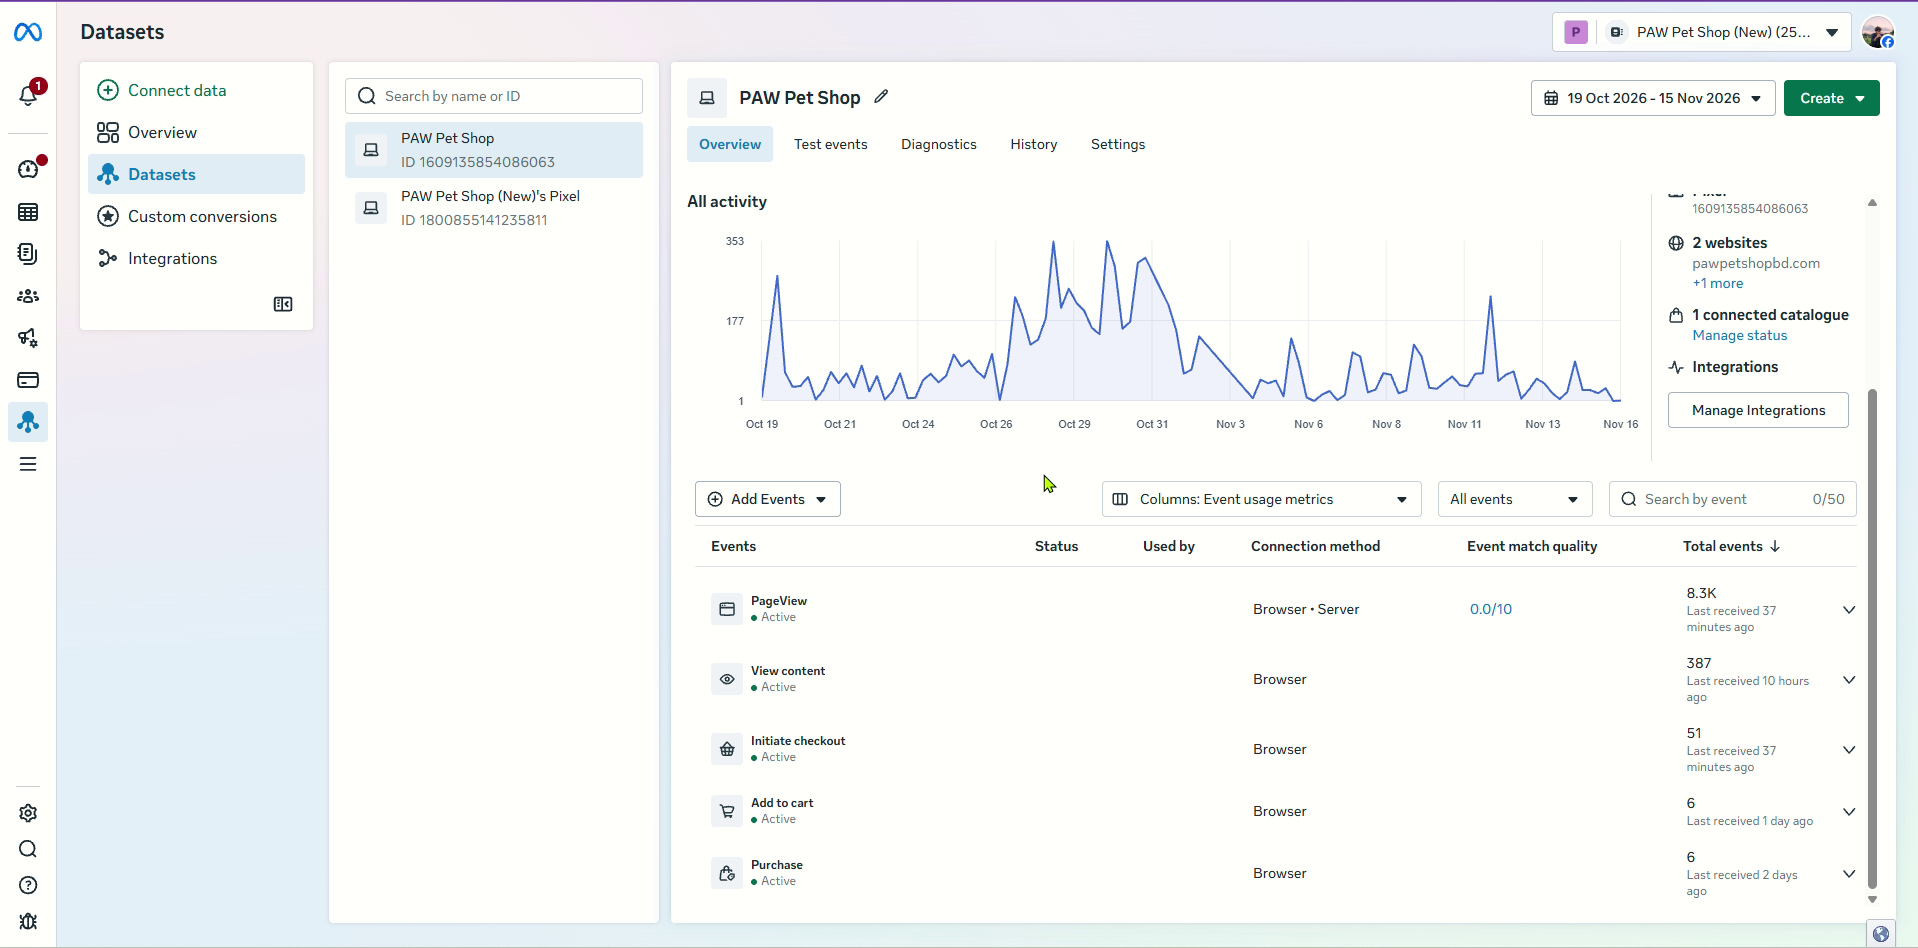 Datasets
P
PAW Pet Shop (New) (25...
1
Connect data
Overview
Datasets
Custom conversions
Integrations
Search by name or ID
PAW Pet Shop
ID 1609135854086063
PAW Pet Shop (New)'s Pixel
ID 1800855141235811
PAW Pet Shop
19 Oct 2026 - 15 Nov 2026
Create
Overview
Test events
Diagnostics
History
Settings
All activity
353
177
1
Oct 19
Oct 21
Oct 24
Oct 26
Oct 29
Oct 31
Nov 3
Nov 6
Nov 8
Nov 11
Nov 13
Nov 16
Pixel
1609135854086063
2 websites
pawpetshopbd.com
+1 more
1 connected catalogue
Manage status
Integrations
Manage Integrations
Add Events
Columns: Event usage metrics
All events
Search by event
0/50
Events
Status
Used by
Connection method
Event match quality
Total events
PageView
Active
Browser • Server
0.0/10
8.3K
Last received 37
minutes ago
View content
Active
Browser
387
Last received 10 hours
ago
Initiate checkout
Active
Browser
51
Last received 37
minutes ago
Add to cart
Active
Browser
6
Last received 1 day ago
Purchase
Active
Browser
6
Last received 2 days
ago